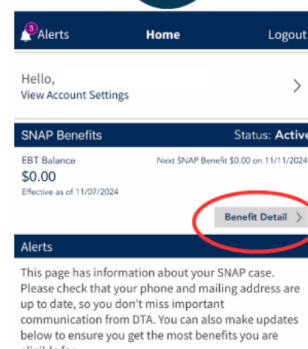 3
Alerts Home Logout
Hello,
View Account Settings
SNAP Benefits Status: Active
EBT Balance Next SNAP Benefit $0.00 on 11/11/2024
$0.00
Effective as of 11/07/2024
Benefit Detail
Alerts
This page has information about your SNAP case.
Please check that your phone and mailing address are
up to date, so you don't miss important
communication from DTA. You can also make updates
below to ensure you get the most benefits you are